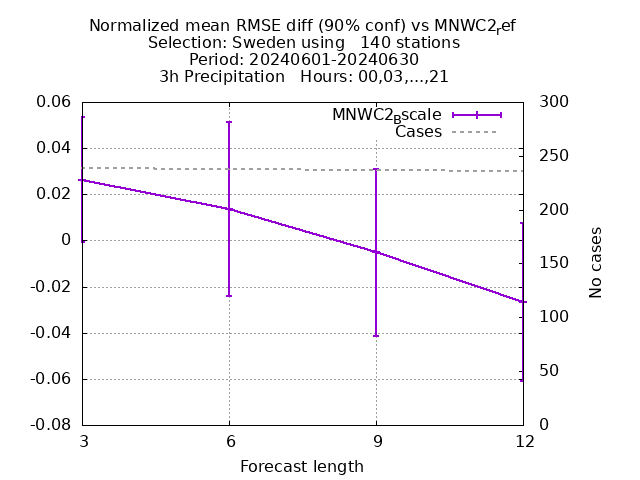 Normalized mean RMSE diff (90% conf) vs MNWC2ref
Selection: Sweden using   140 stations
Period: 20240601-20240630
3h Precipitation   Hours: 00,03,...,21
MNWC2Bscale
Cases
0.06
0.04
0.02
0
-0.02
-0.04
-0.06
-0.08
300
250
200
150
100
50
0
No cases
3
6
9
12
Forecast length